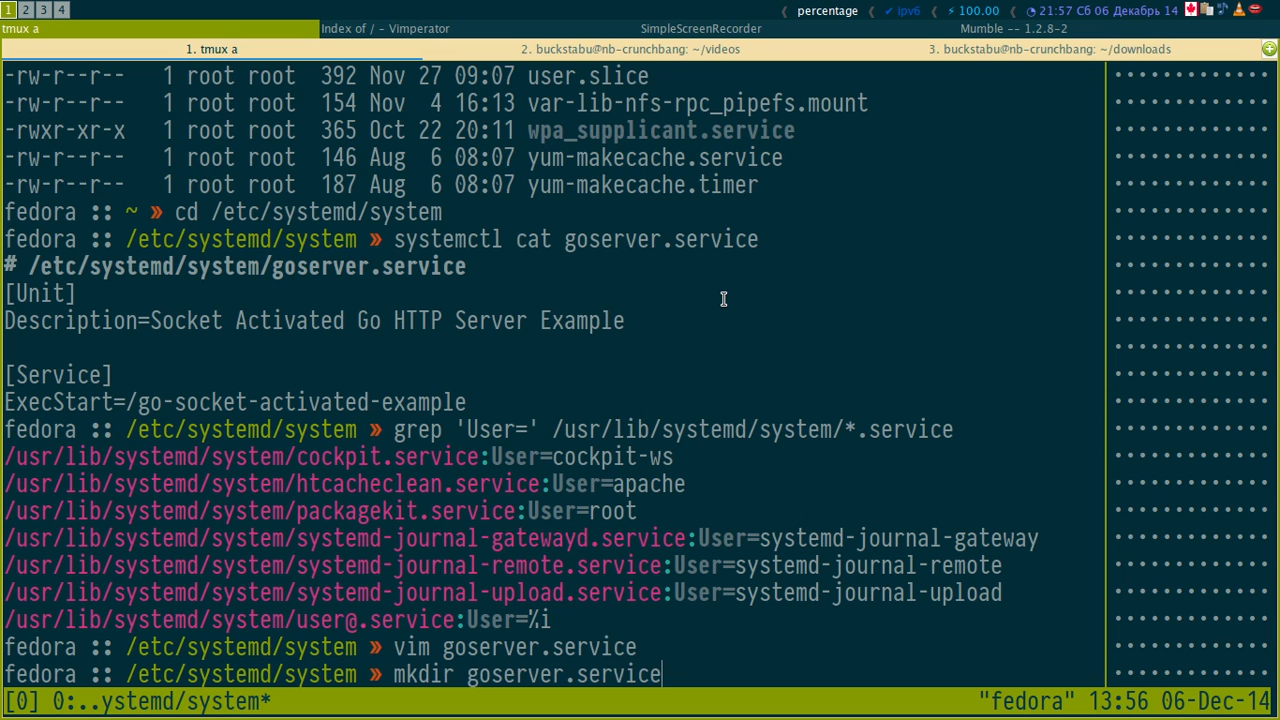 1 2 3 4 percentage ✔ ipv6 ⚡ 100.00 21:57 Сб 06 Декабрь 14
tmux a Index of / - Vimperator SimpleScreenRecorder Mumble -- 1.2.8-2
1. tmux a 2. buckstabu@nb-crunchbang: ~/videos 3. buckstabu@nb-crunchbang: ~/downloads
-rw-r--r-- 1 root root 392 Nov 27 09:07 user.slice
-rw-r--r-- 1 root root 154 Nov 4 16:13 var-lib-nfs-rpc_pipefs.mount
-rwxr-xr-x 1 root root 365 Oct 22 20:11 wpa_supplicant.service
-rw-r--r-- 1 root root 146 Aug 6 08:07 yum-makecache.service
-rw-r--r-- 1 root root 187 Aug 6 08:07 yum-makecache.timer
fedora :: ~ » cd /etc/systemd/system
fedora :: /etc/systemd/system » systemctl cat goserver.service
# /etc/systemd/system/goserver.service
[Unit]
Description=Socket Activated Go HTTP Server Example
[Service]
ExecStart=/go-socket-activated-example
fedora :: /etc/systemd/system » grep 'User=' /usr/lib/systemd/system/*.service
/usr/lib/systemd/system/cockpit.service:User=cockpit-ws
/usr/lib/systemd/system/htcacheclean.service:User=apache
/usr/lib/systemd/system/packagekit.service:User=root
/usr/lib/systemd/system/systemd-journal-gatewayd.service:User=systemd-journal-gateway
/usr/lib/systemd/system/systemd-journal-remote.service:User=systemd-journal-remote
/usr/lib/systemd/system/systemd-journal-upload.service:User=systemd-journal-upload
/usr/lib/systemd/system/user@.service:User=%i
fedora :: /etc/systemd/system » vim goserver.service
fedora :: /etc/systemd/system » mkdir goserver.service
[0] 0:..ystemd/system* "fedora" 13:56 06-Dec-14